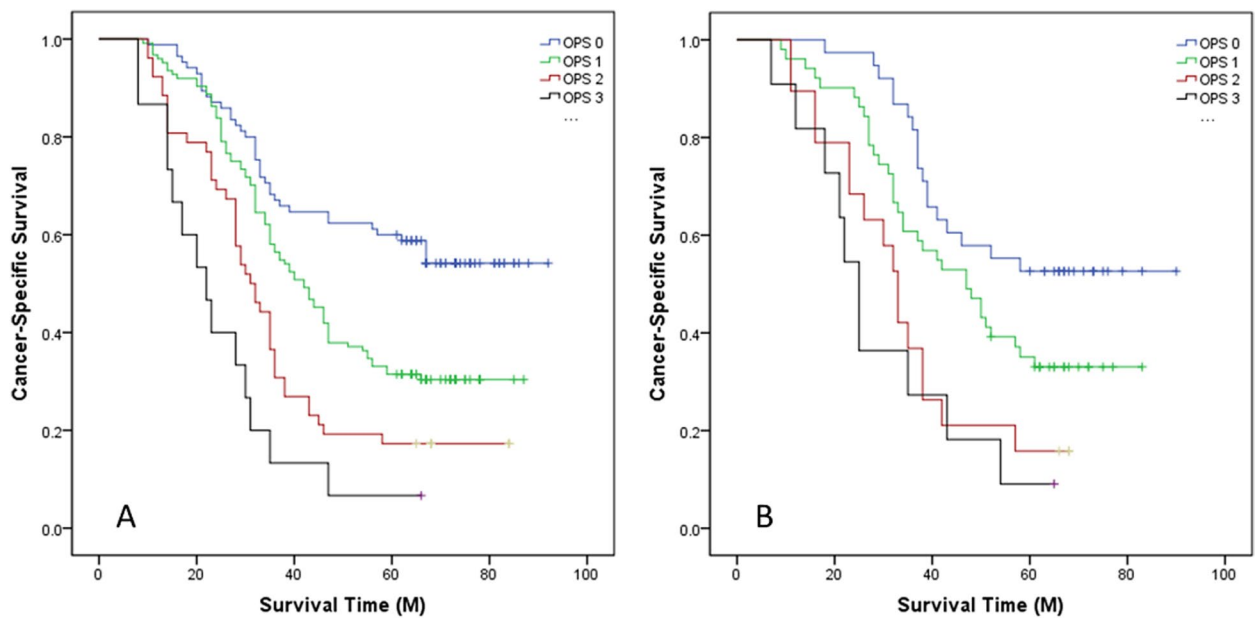 Cancer-Specific Survival
1.0
0.8
0.6
0.4
0.2
0.0
0
20
40
60
80
100
Survival Time (M)
OPS 0
OPS 1
OPS 2
OPS 3
...
A
Cancer-Specific Survival
1.0
0.8
0.6
0.4
0.2
0.0
0
20
40
60
80
100
Survival Time (M)
OPS 0
OPS 1
OPS 2
OPS 3
...
B